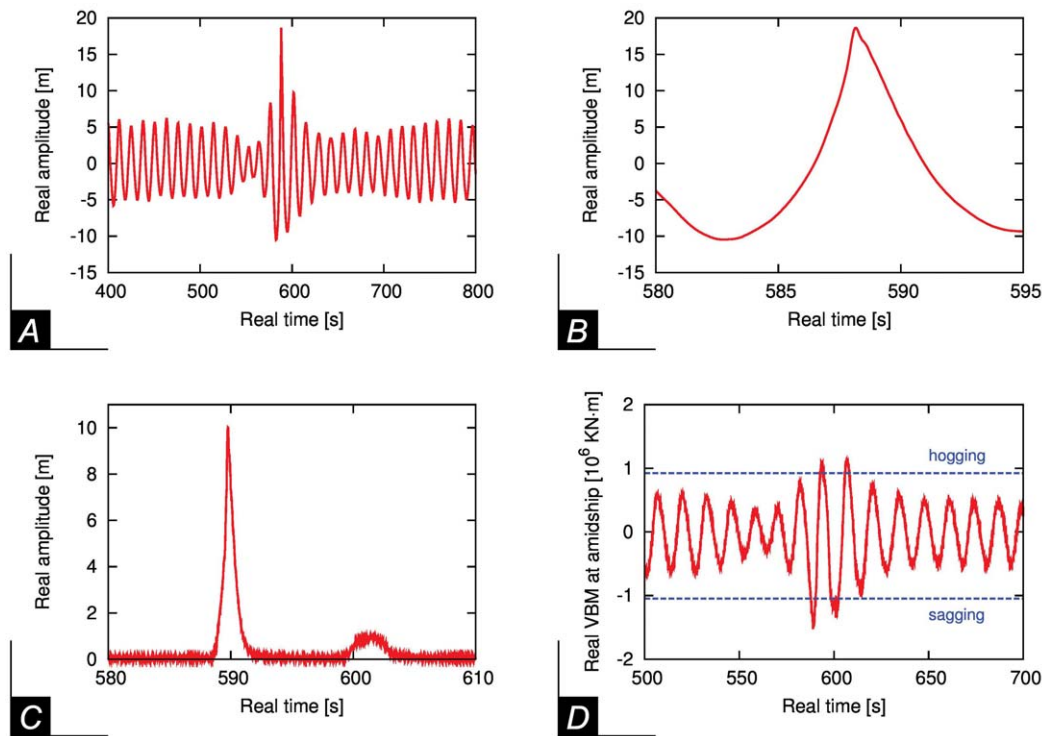 20
15
10
5
0
-5
-10
-15
Real amplitude [m]
400 500 600 700 800
Real time [s]
A
20
15
10
5
0
-5
-10
-15
Real amplitude [m]
580 585 590 595
Real time [s]
B
10
8
6
4
2
0
Real amplitude [m]
580 590 600 610
Real time [s]
C
2
1
0
-1
-2
Real VBM at amidship [10⁶ KN·m]
hogging
sagging
500 550 600 650 700
Real time [s]
D